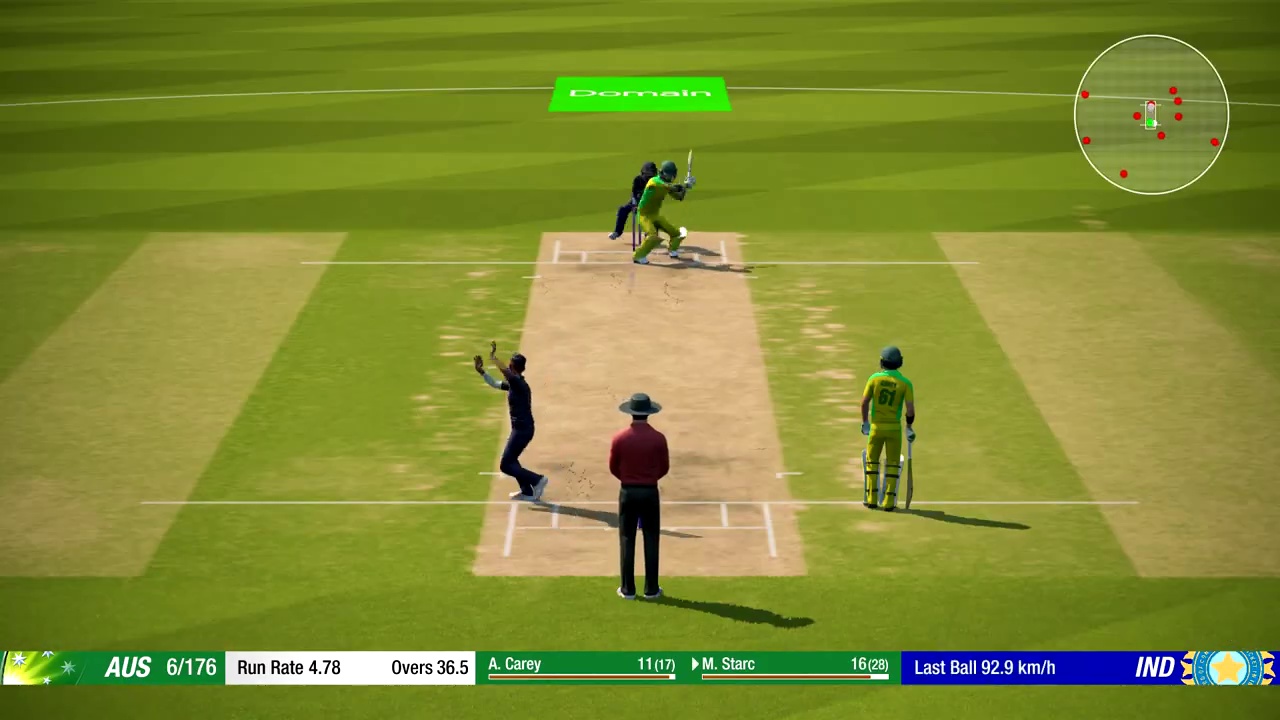 Domain
61
AUS 6/176 Run Rate 4.78 Overs 36.5 A. Carey 11(17) M. Starc 16(28) Last Ball 92.9 km/h IND